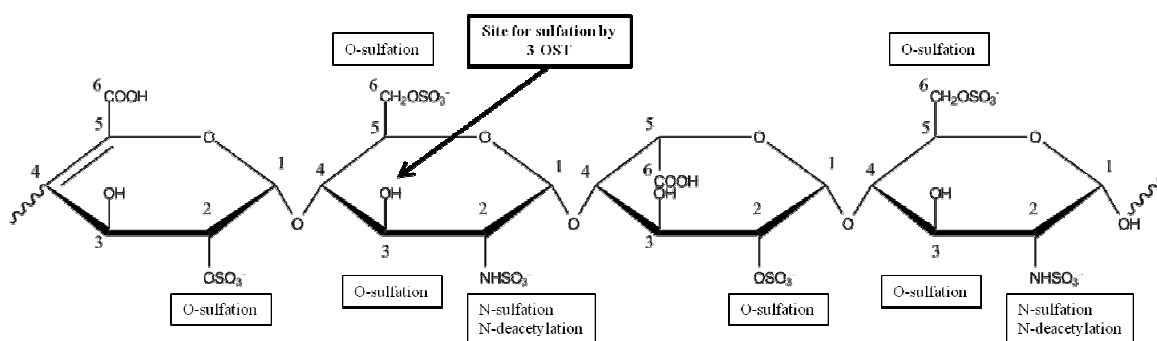 Site for sulfation by
3 OST
O-sulfation
O-sulfation
6
COOH
5
O
4
OH
3
2
1
OSO₃⁻
O
6
CH₂OSO₃⁻
5
O
4
OH
3
2
1
NHSO₃⁻
O
5
O
4
6
COOH
OH
3
2
1
OSO₃⁻
O
6
CH₂OSO₃⁻
5
O
4
OH
3
2
1
OH
NHSO₃⁻
O-sulfation
O-sulfation
N-sulfation
N-deacetylation
O-sulfation
O-sulfation
N-sulfation
N-deacetylation